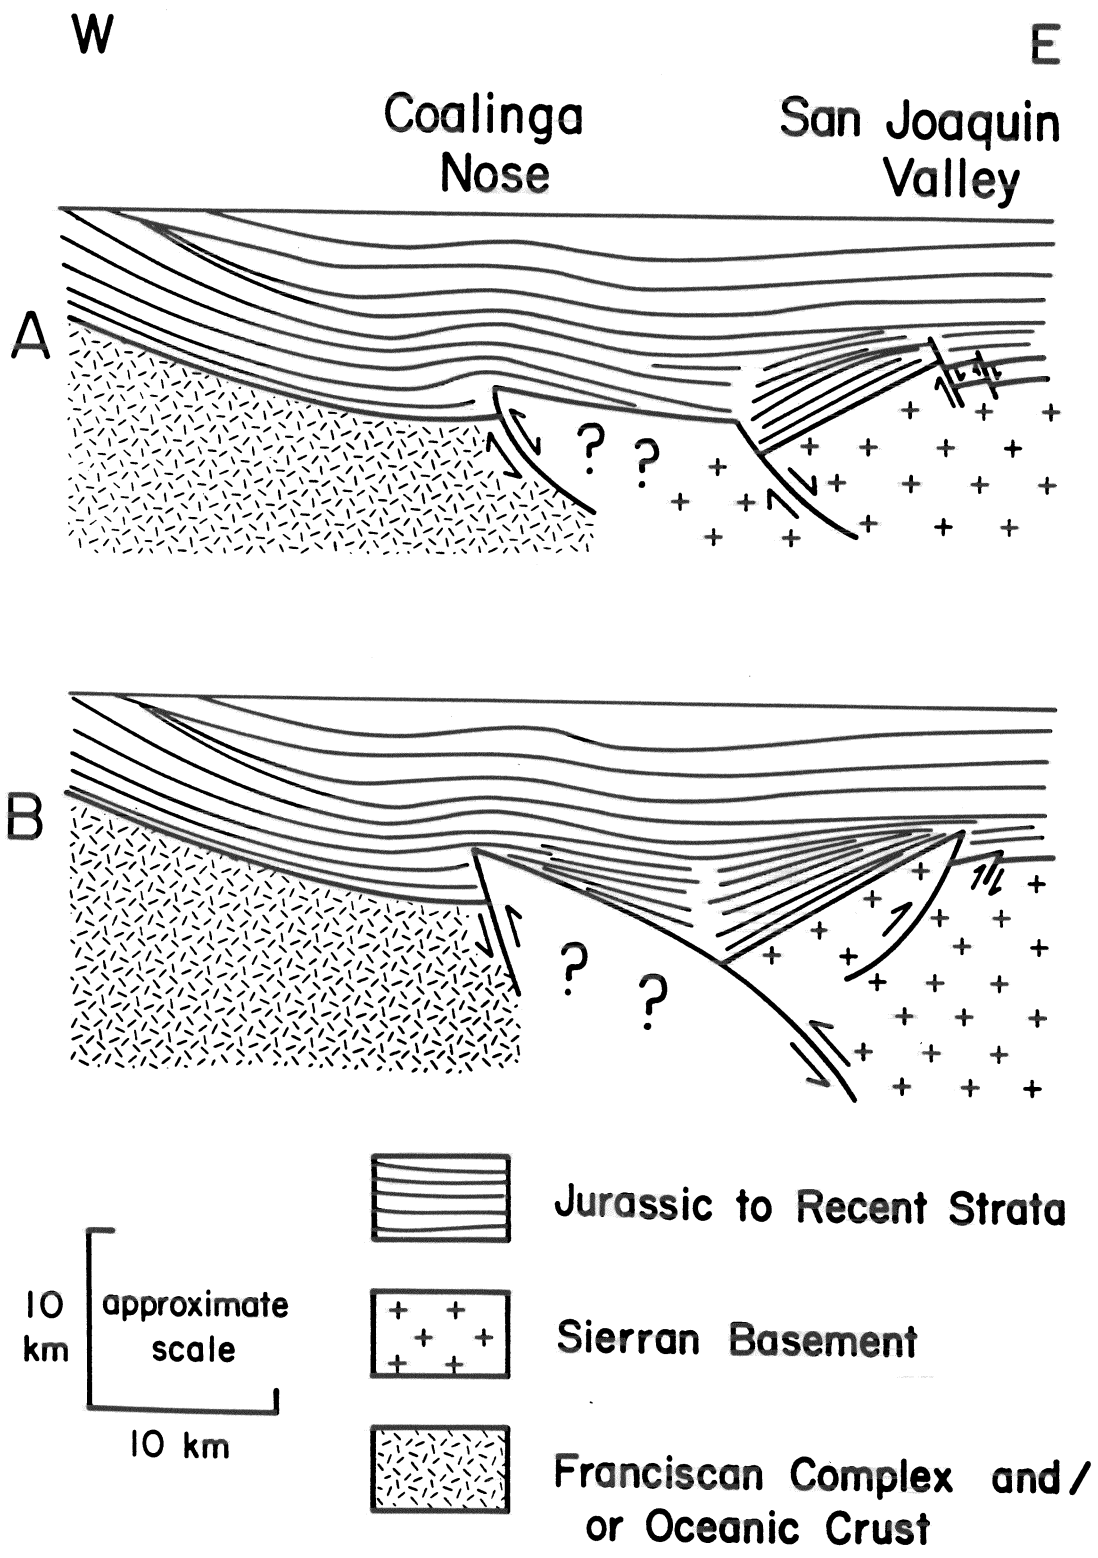 W
E
Coalinga
Nose
San Joaquin
Valley
A
?
?
B
?
?
Jurassic to Recent Strata
10
km
approximate
scale
10 km
Sierran Basement
Franciscan Complex and/
or Oceanic Crust